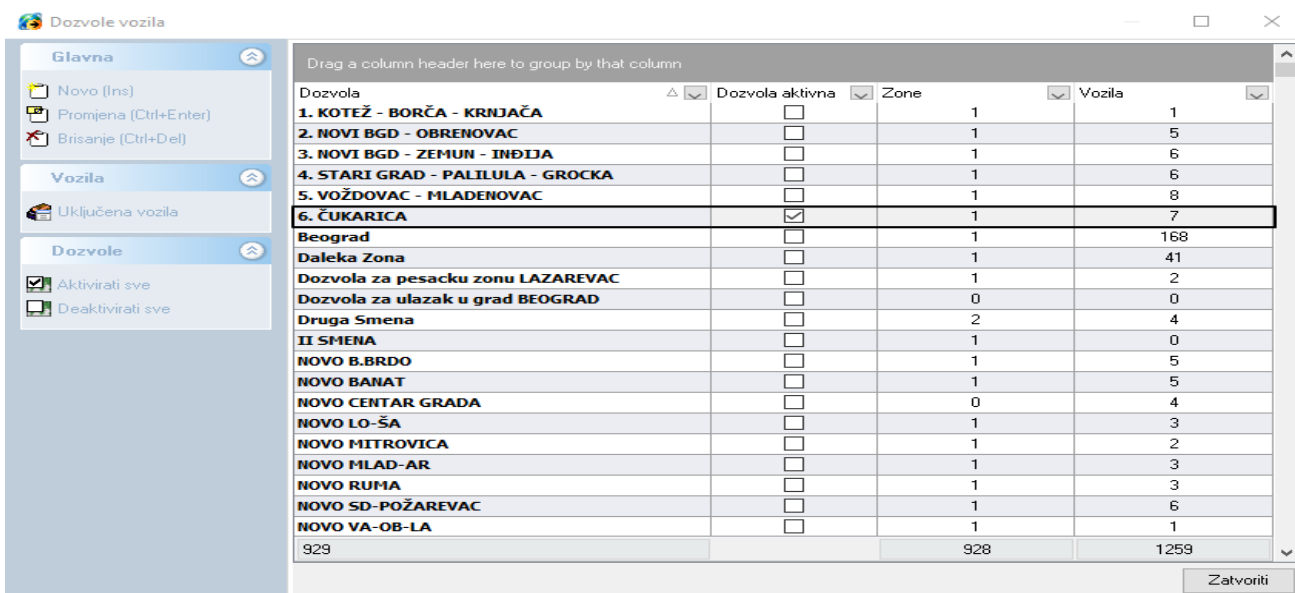 Dozvole vozila
Glavna
Novo (Ins)
Promjena (Ctrl+Enter)
Brisanje (Ctrl+Del)
Vozila
Uključena vozila
Dozvole
Aktivirati sve
Deaktivirati sve
Drag a column header here to group by that column
Dozvola Dozvola aktivna Zone Vozila
1. KOTEŽ - BORČA - KRNJAČA 1 1
2. NOVI BGD - OBRENOVAC 1 5
3. NOVI BGD - ZEMUN - INĐIJA 1 6
4. STARI GRAD - PALILULA - GROCKA 1 6
5. VOŽDOVAC - MLADENOVAC 1 8
6. ČUKARICA 1 7
Beograd 1 168
Daleka Zona 1 41
Dozvola za pesacku zonu LAZAREVAC 1 2
Dozvola za ulazak u grad BEOGRAD 0 0
Druga Smena 2 4
II SMENA 1 0
NOVO B.BRDO 1 5
NOVO BANAT 1 5
NOVO CENTAR GRADA 0 4
NOVO LO-ŠA 1 3
NOVO MITROVICA 1 2
NOVO MLAD-AR 1 3
NOVO RUMA 1 3
NOVO SD-POŽAREVAC 1 6
NOVO VA-OB-LA 1 1
929 928 1259
Zatvoriti